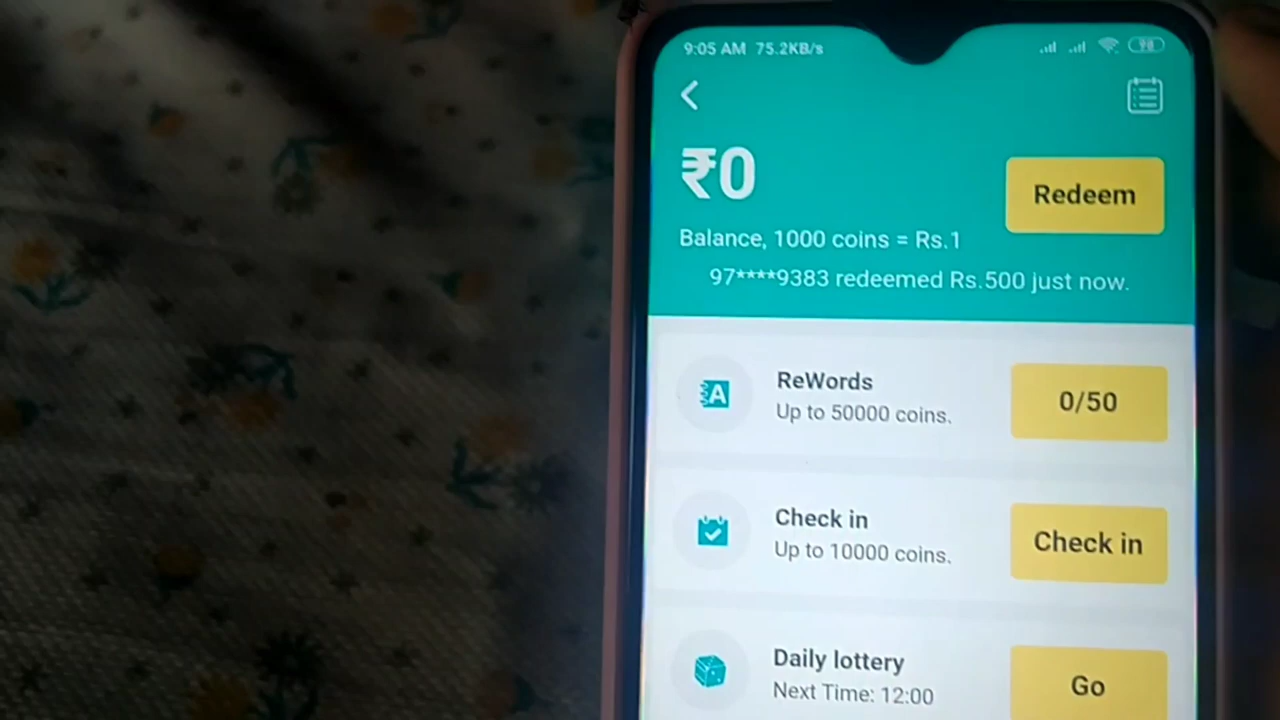 9:05 AM 75.2KB/s 90
₹0
Redeem
Balance, 1000 coins = Rs.1
97****9383 redeemed Rs.500 just now.
A
ReWords
Up to 50000 coins.
0/50
Check in
Up to 10000 coins.
Check in
Daily lottery
Next Time: 12:00
Go